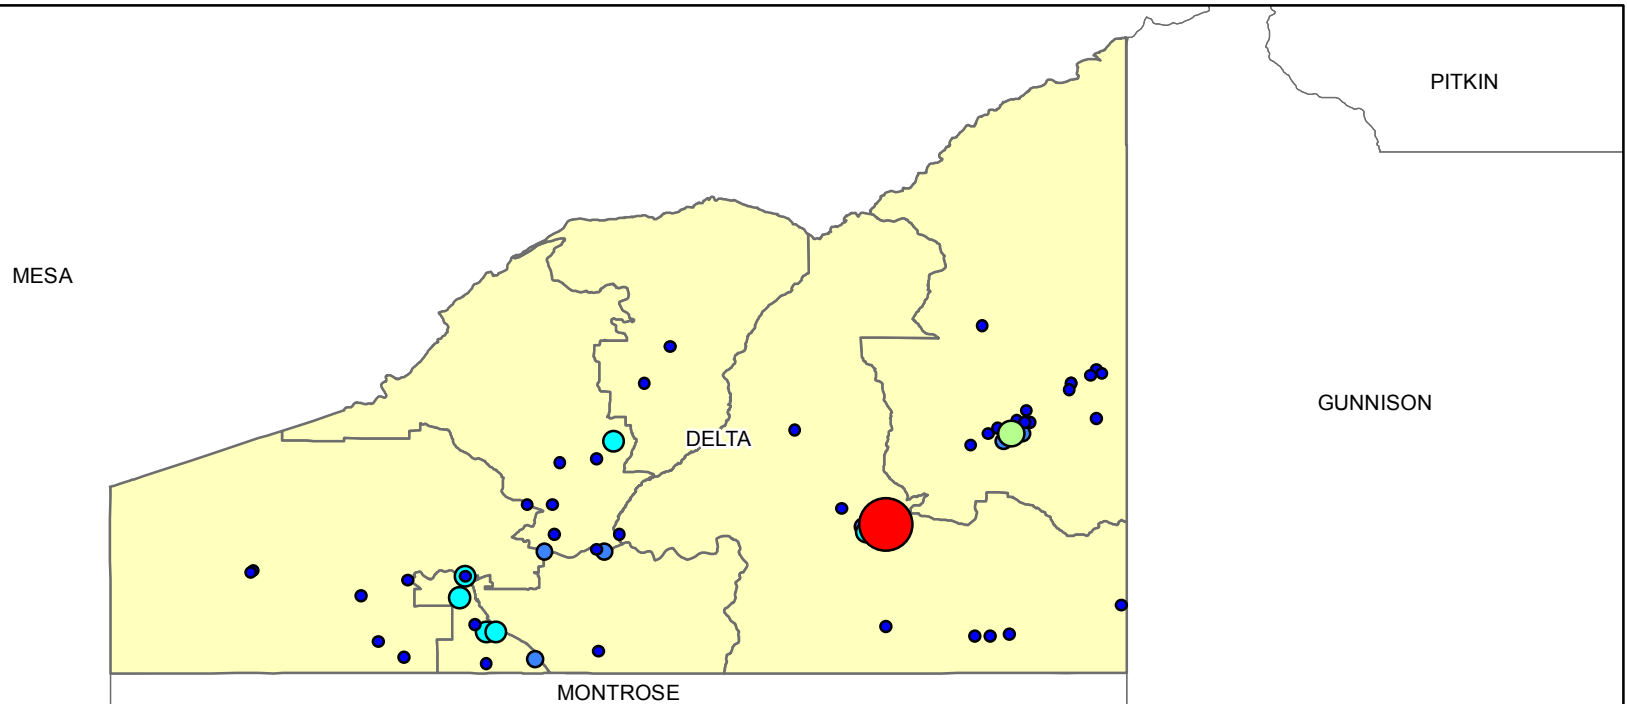 PITKIN
MESA
GUNNISON
DELTA
MONTROSE